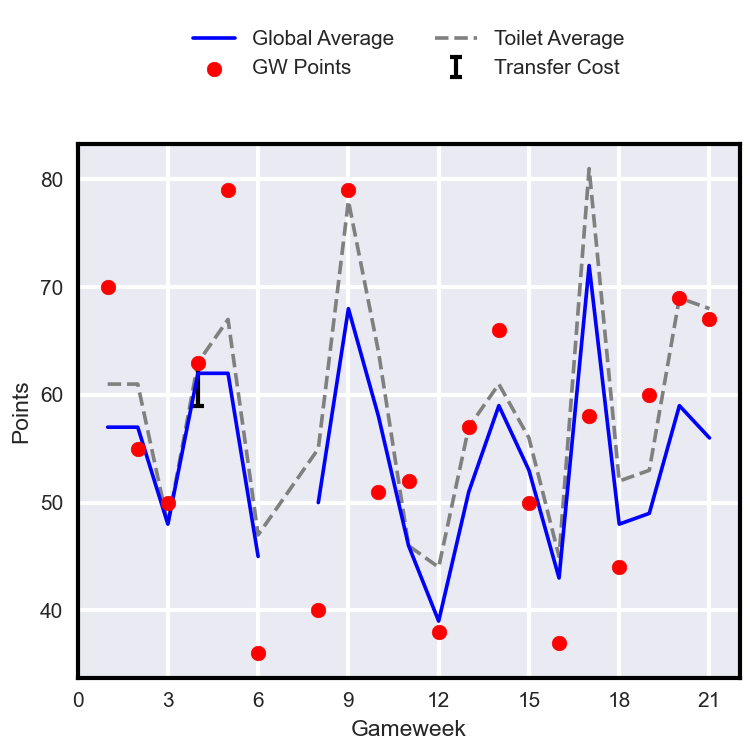 Global Average Toilet Average
GW Points Transfer Cost
80
70
60
50
40
Points
0 3 6 9 12 15 18 21
Gameweek